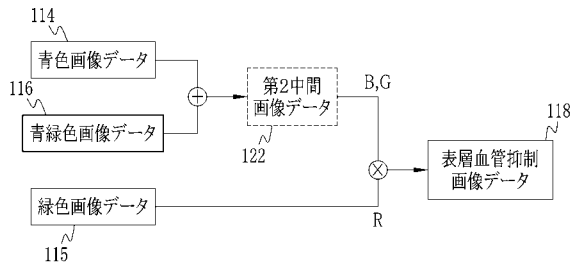 114
青色画像データ
116
青緑色画像データ
第2中間
画像データ
122
B,G
118
表層血管抑制
画像データ
緑色画像データ
115
R